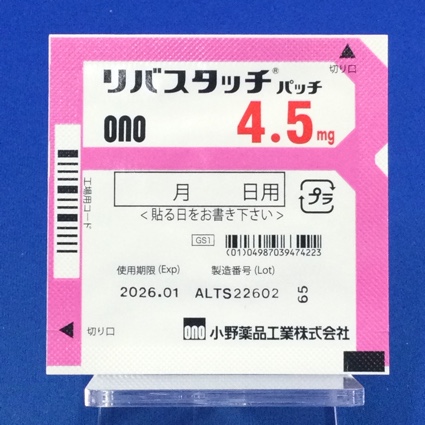 切り口
リバスタッチ®パッチ
ono 4.5mg
工場用コード
月 日用
<貼る日をお書き下さい>
プラ
GS1
(01)04987039474223
使用期限(Exp) 製造番号(Lot)
2026.01 ALTS22602 65
切り口
ono 小野薬品工業株式会社